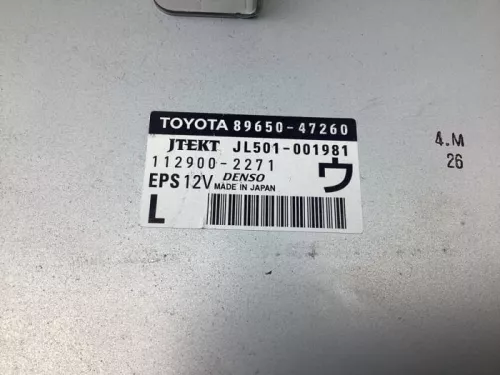 TOYOTA 89650-47260
JTEKT JL501-001981
112900-2271
EPS 12V DENSO
MADE IN JAPAN
ウ
L
4.M
26